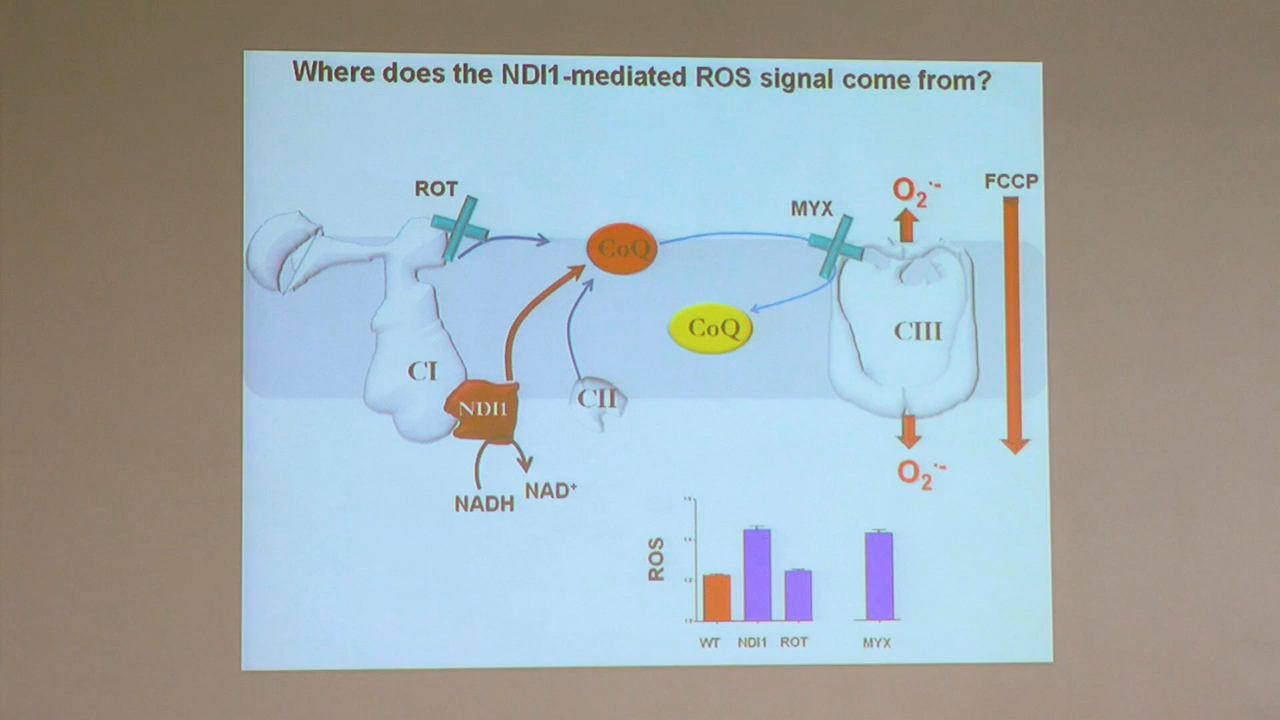 Where does the NDI1-mediated ROS signal come from?
ROT
MYX
O2·-
FCCP
CoQ
CoQ
CIII
CI
NDI1
CII
NADH
NAD+
O2·-
ROS
WT NDI1 ROT MYX